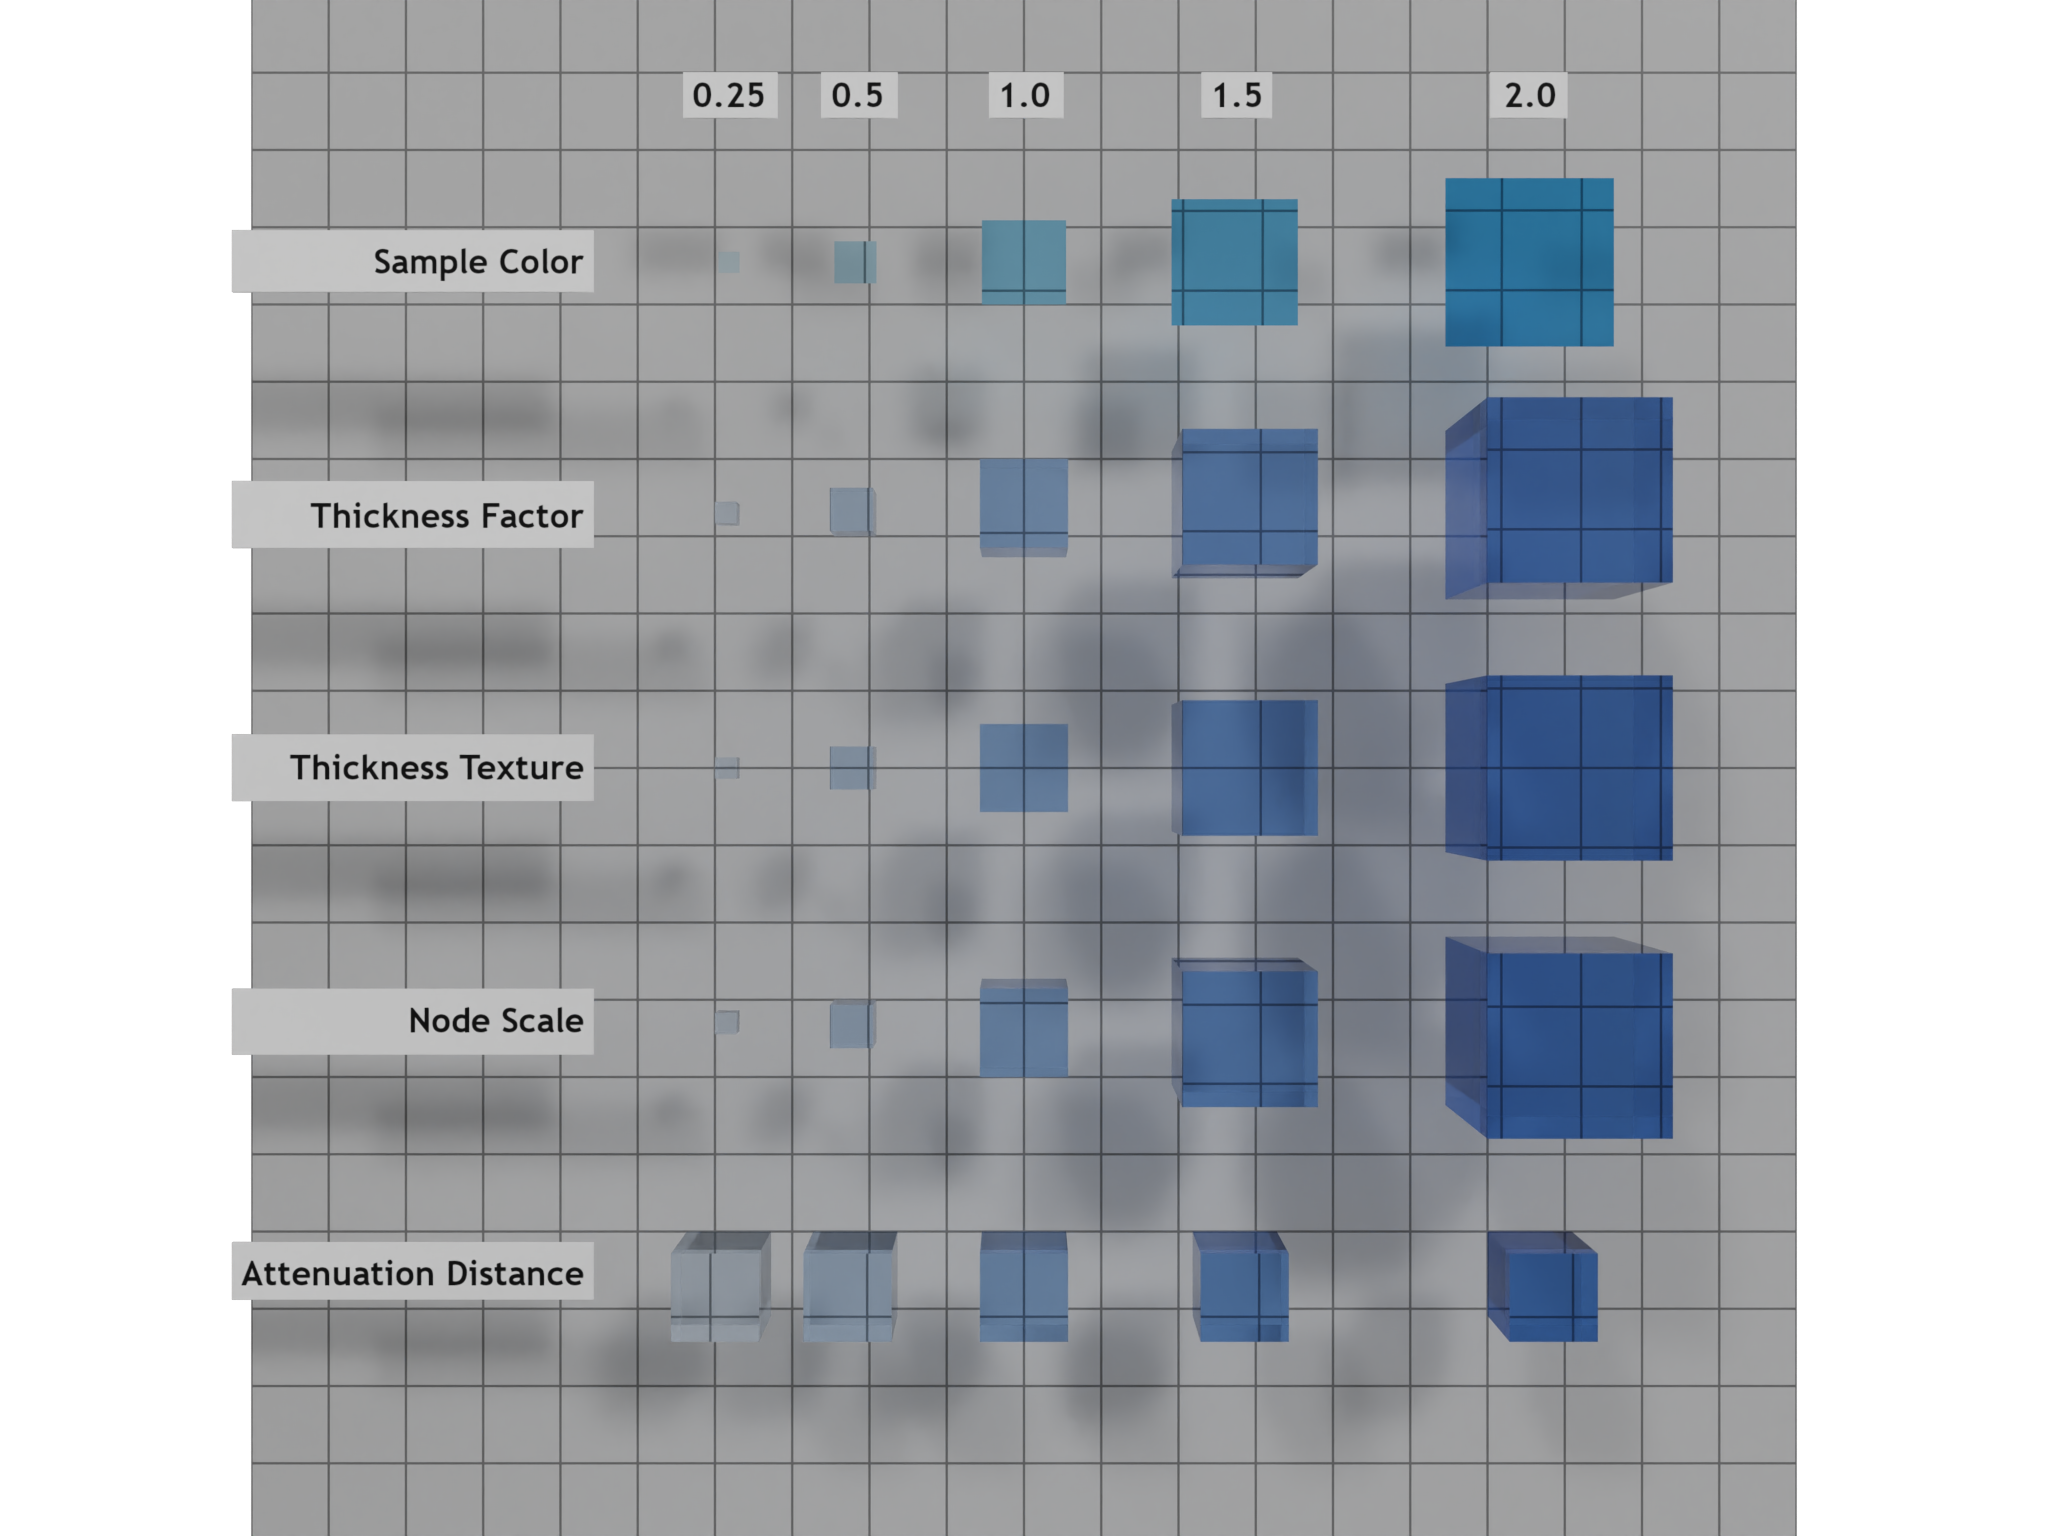 0.25 0.5 1.0 1.5 2.0
Sample Color
Thickness Factor
Thickness Texture
Node Scale
Attenuation Distance